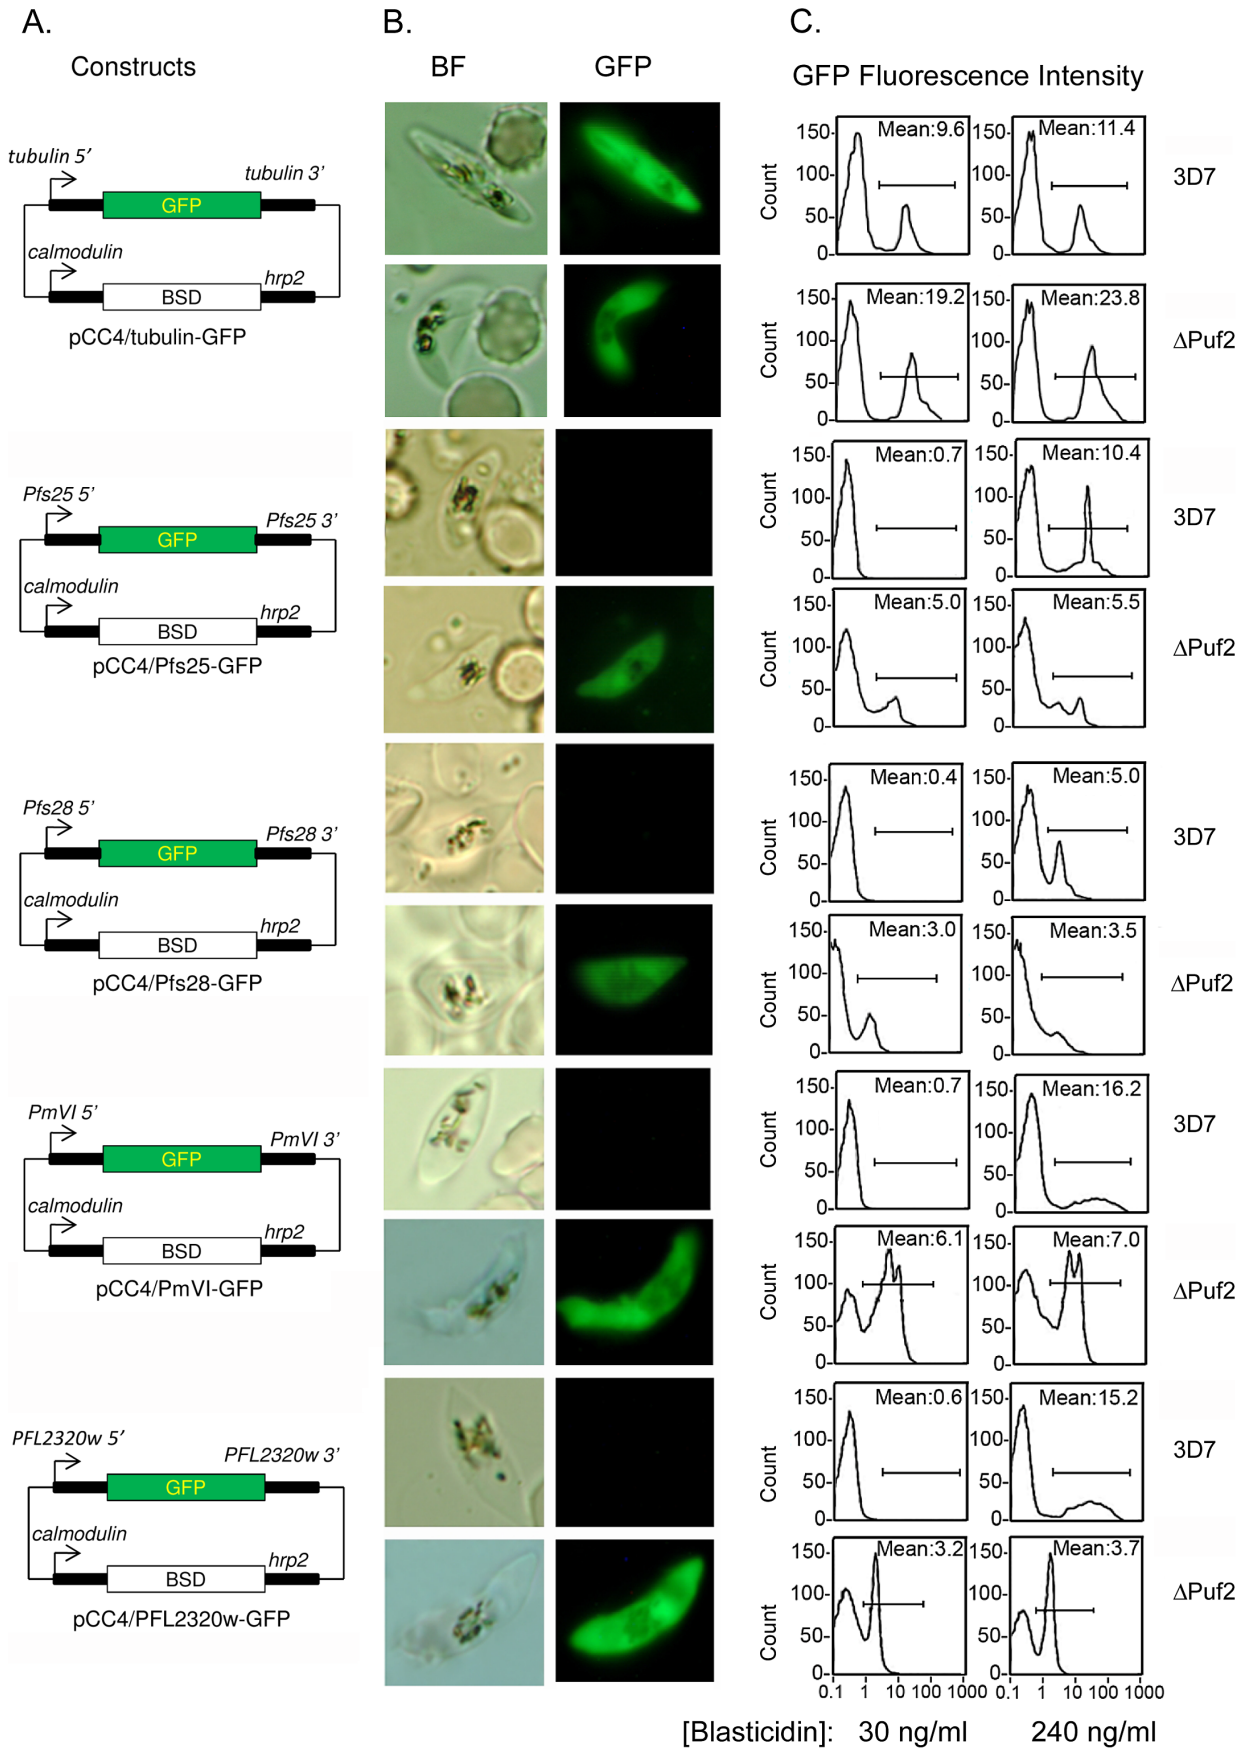 A.
Constructs
tubulin 5’
tubulin 3’
GFP
calmodulin
hrp2
BSD
pCC4/tubulin-GFP
Pfs25 5’
Pfs25 3’
GFP
calmodulin
hrp2
BSD
pCC4/Pfs25-GFP
Pfs28 5’
Pfs28 3’
GFP
calmodulin
hrp2
BSD
pCC4/Pfs28-GFP
PmVI 5’
PmVI 3’
GFP
calmodulin
hrp2
BSD
pCC4/PmVI-GFP
PFL2320w 5’
PFL2320w 3’
GFP
calmodulin
hrp2
BSD
pCC4/PFL2320w-GFP
B.
BF GFP
C.
GFP Fluorescence Intensity
Count
150
100
50
0
Mean:9.6
150
100
50
0
Mean:11.4
3D7
Count
150
100
50
0
Mean:19.2
150
100
50
0
Mean:23.8
ΔPuf2
Count
150
100
50
0
Mean:0.7
150
100
50
0
Mean:10.4
3D7
Count
150
100
50
0
Mean:5.0
150
100
50
0
Mean:5.5
ΔPuf2
Count
150
100
50
0
Mean:0.4
150
100
50
0
Mean:5.0
3D7
Count
150
100
50
0
Mean:3.0
150
100
50
0
Mean:3.5
ΔPuf2
Count
150
100
50
0
Mean:0.7
150
100
50
0
Mean:16.2
3D7
Count
150
100
50
0
Mean:6.1
150
100
50
0
Mean:7.0
ΔPuf2
Count
150
100
50
0
Mean:0.6
150
100
50
0
Mean:15.2
3D7
Count
150
100
50
0
Mean:3.2
150
100
50
0
Mean:3.7
ΔPuf2
0.1 1 10 100 1000 0.1 1 10 100 1000
[Blasticidin]: 30 ng/ml 240 ng/ml